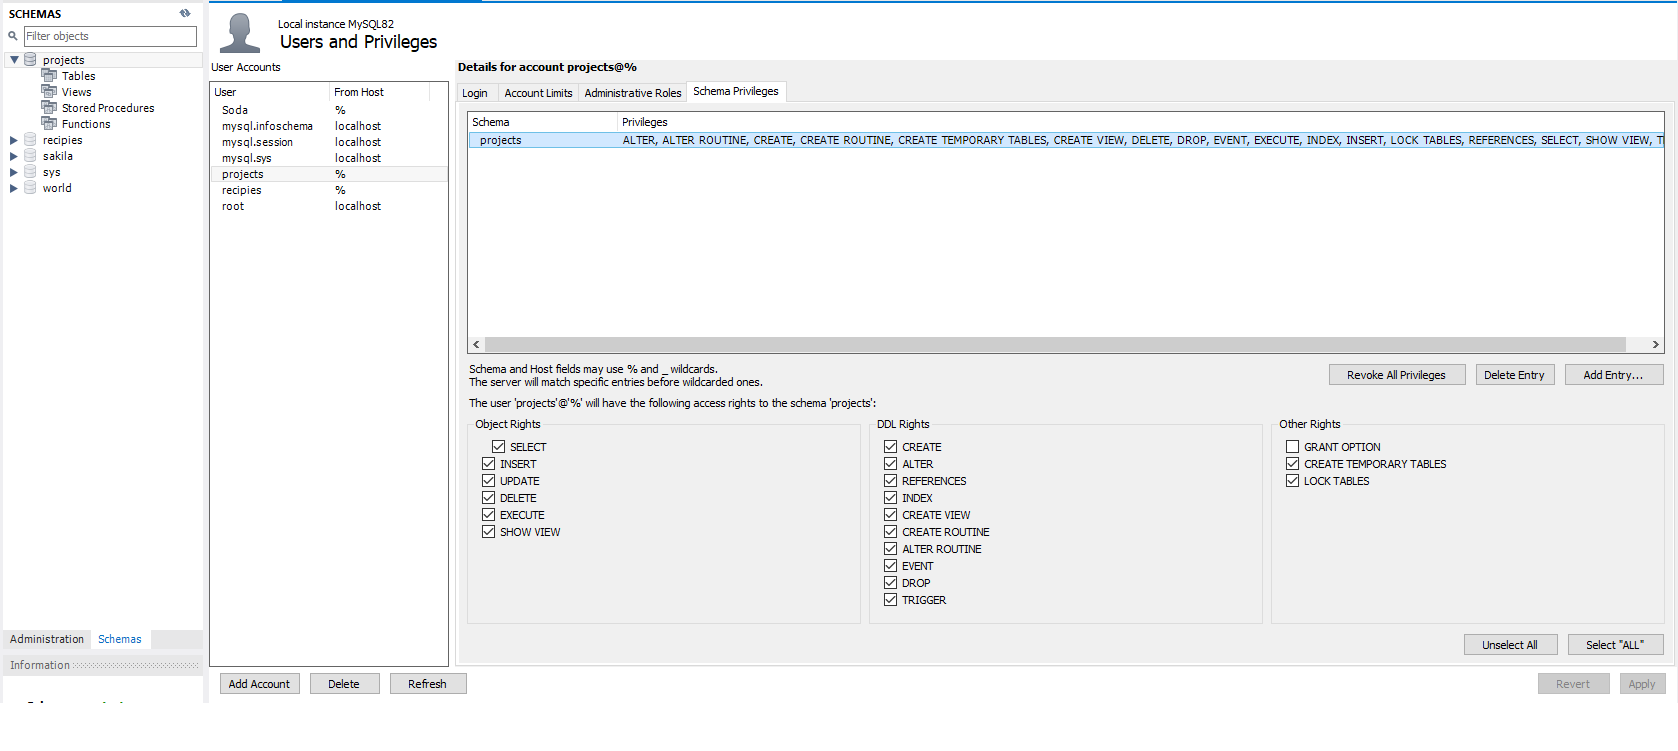 SCHEMAS
Filter objects
projects
Tables
Views
Stored Procedures
Functions
recipies
sakila
sys
world
Administration
Schemas
Information
Local instance MySQL82
Users and Privileges
User Accounts
User From Host
Soda %
mysql.infoschema localhost
mysql.session localhost
mysql.sys localhost
projects %
recipies %
root localhost
Add Account
Delete
Refresh
Details for account projects@%
Login
Account Limits
Administrative Roles
Schema Privileges
Schema Privileges
projects ALTER, ALTER ROUTINE, CREATE, CREATE ROUTINE, CREATE TEMPORARY TABLES, CREATE VIEW, DELETE, DROP, EVENT, EXECUTE, INDEX, INSERT, LOCK TABLES, REFERENCES, SELECT, SHOW VIEW,
Schema and Host fields may use % and _ wildcards.
The server will match specific entries before wildcarded ones.
Revoke All Privileges
Delete Entry
Add Entry...
The user 'projects'@'%' will have the following access rights to the schema 'projects':
Object Rights
SELECT
INSERT
UPDATE
DELETE
EXECUTE
SHOW VIEW
DDL Rights
CREATE
ALTER
REFERENCES
INDEX
CREATE VIEW
CREATE ROUTINE
ALTER ROUTINE
EVENT
DROP
TRIGGER
Other Rights
GRANT OPTION
CREATE TEMPORARY TABLES
LOCK TABLES
Unselect All
Select "ALL"
Revert
Apply